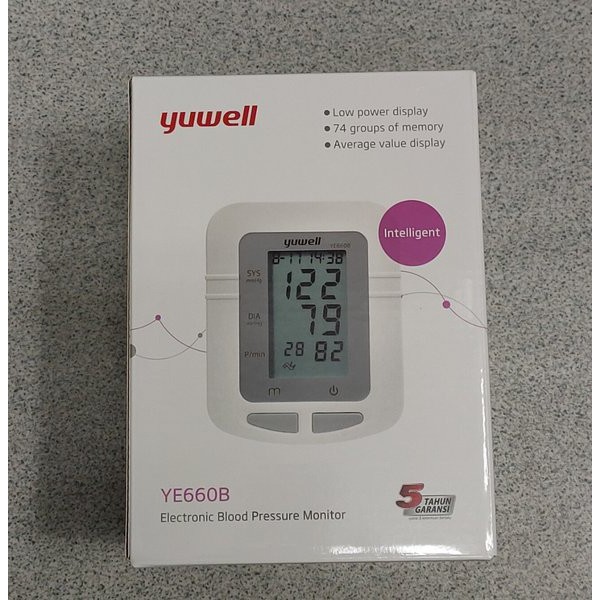 yuwell
• Low power display
• 74 groups of memory
• Average value display
Intelligent
yuwell
YE660B
8-17 14:38
SYS
mmHg
122
DIA
mmHg
79
P/min
28 82
m
YE660B
Electronic Blood Pressure Monitor
5 TAHUN
GARANSI